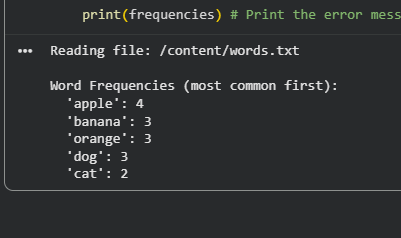 print(frequencies) # Print the error mess
Reading file: /content/words.txt
Word Frequencies (most common first):
'apple': 4
'banana': 3
'orange': 3
'dog': 3
'cat': 2